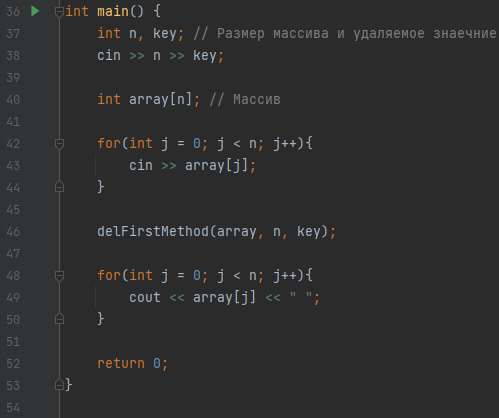 36 int main() {
37 int n, key; // Размер массива и удаляемое знаечние
38 cin >> n >> key;
39
40 int array[n]; // Массив
41
42 for(int j = 0; j < n; j++){
43 cin >> array[j];
44 }
45
46 delFirstMethod(array, n, key);
47
48 for(int j = 0; j < n; j++){
49 cout << array[j] << " ";
50 }
51
52 return 0;
53 }
54